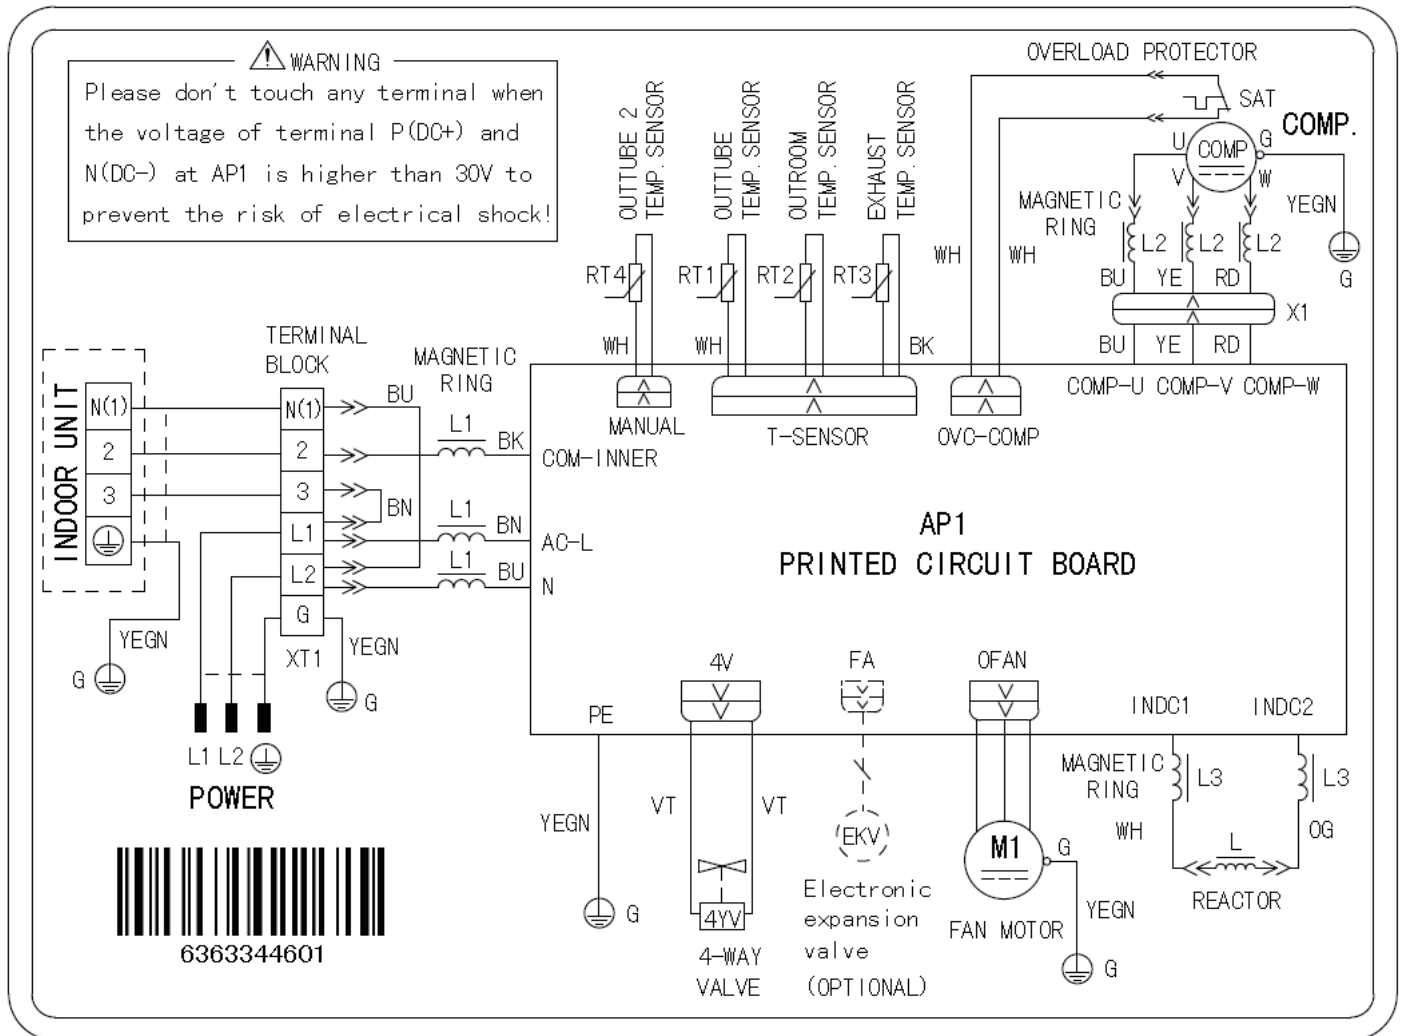 WARNING
Please don't touch any terminal when
the voltage of terminal P(DC+) and
N(DC-) at AP1 is higher than 30V to
prevent the risk of electrical shock!
OUTTUBE 2
TEMP. SENSOR
OUTTUBE
TEMP. SENSOR
OUTROOM
TEMP. SENSOR
EXHAUST
TEMP. SENSOR
OVERLOAD PROTECTOR
SAT
COMP.
U
COMP
G
V
W
MAGNETIC
RING
YEGN
L2
L2
L2
G
WH
WH
RT4
RT1
RT2
RT3
BU
YE
RD
X1
WH
WH
BK
BU
YE
RD
COMP-U
COMP-V
COMP-W
MANUAL
T-SENSOR
OVC-COMP
TERMINAL
BLOCK
MAGNETIC
RING
INDOOR UNIT
N(1)
2
3
N(1)
2
3
L1
L2
G
XT1
BU
BN
L1
BK
COM-INNER
L1
BN
AC-L
L1
BU
N
AP1
PRINTED CIRCUIT BOARD
YEGN
G
YEGN
G
L1
L2
POWER
6363344601
PE
4V
FA
OFAN
INDC1
INDC2
YEGN
G
VT
VT
4YV
4-WAY
VALVE
EKV
Electronic
expansion
valve
(OPTIONAL)
M1
G
FAN MOTOR
YEGN
G
MAGNETIC
RING
L3
L3
WH
OG
L
REACTOR